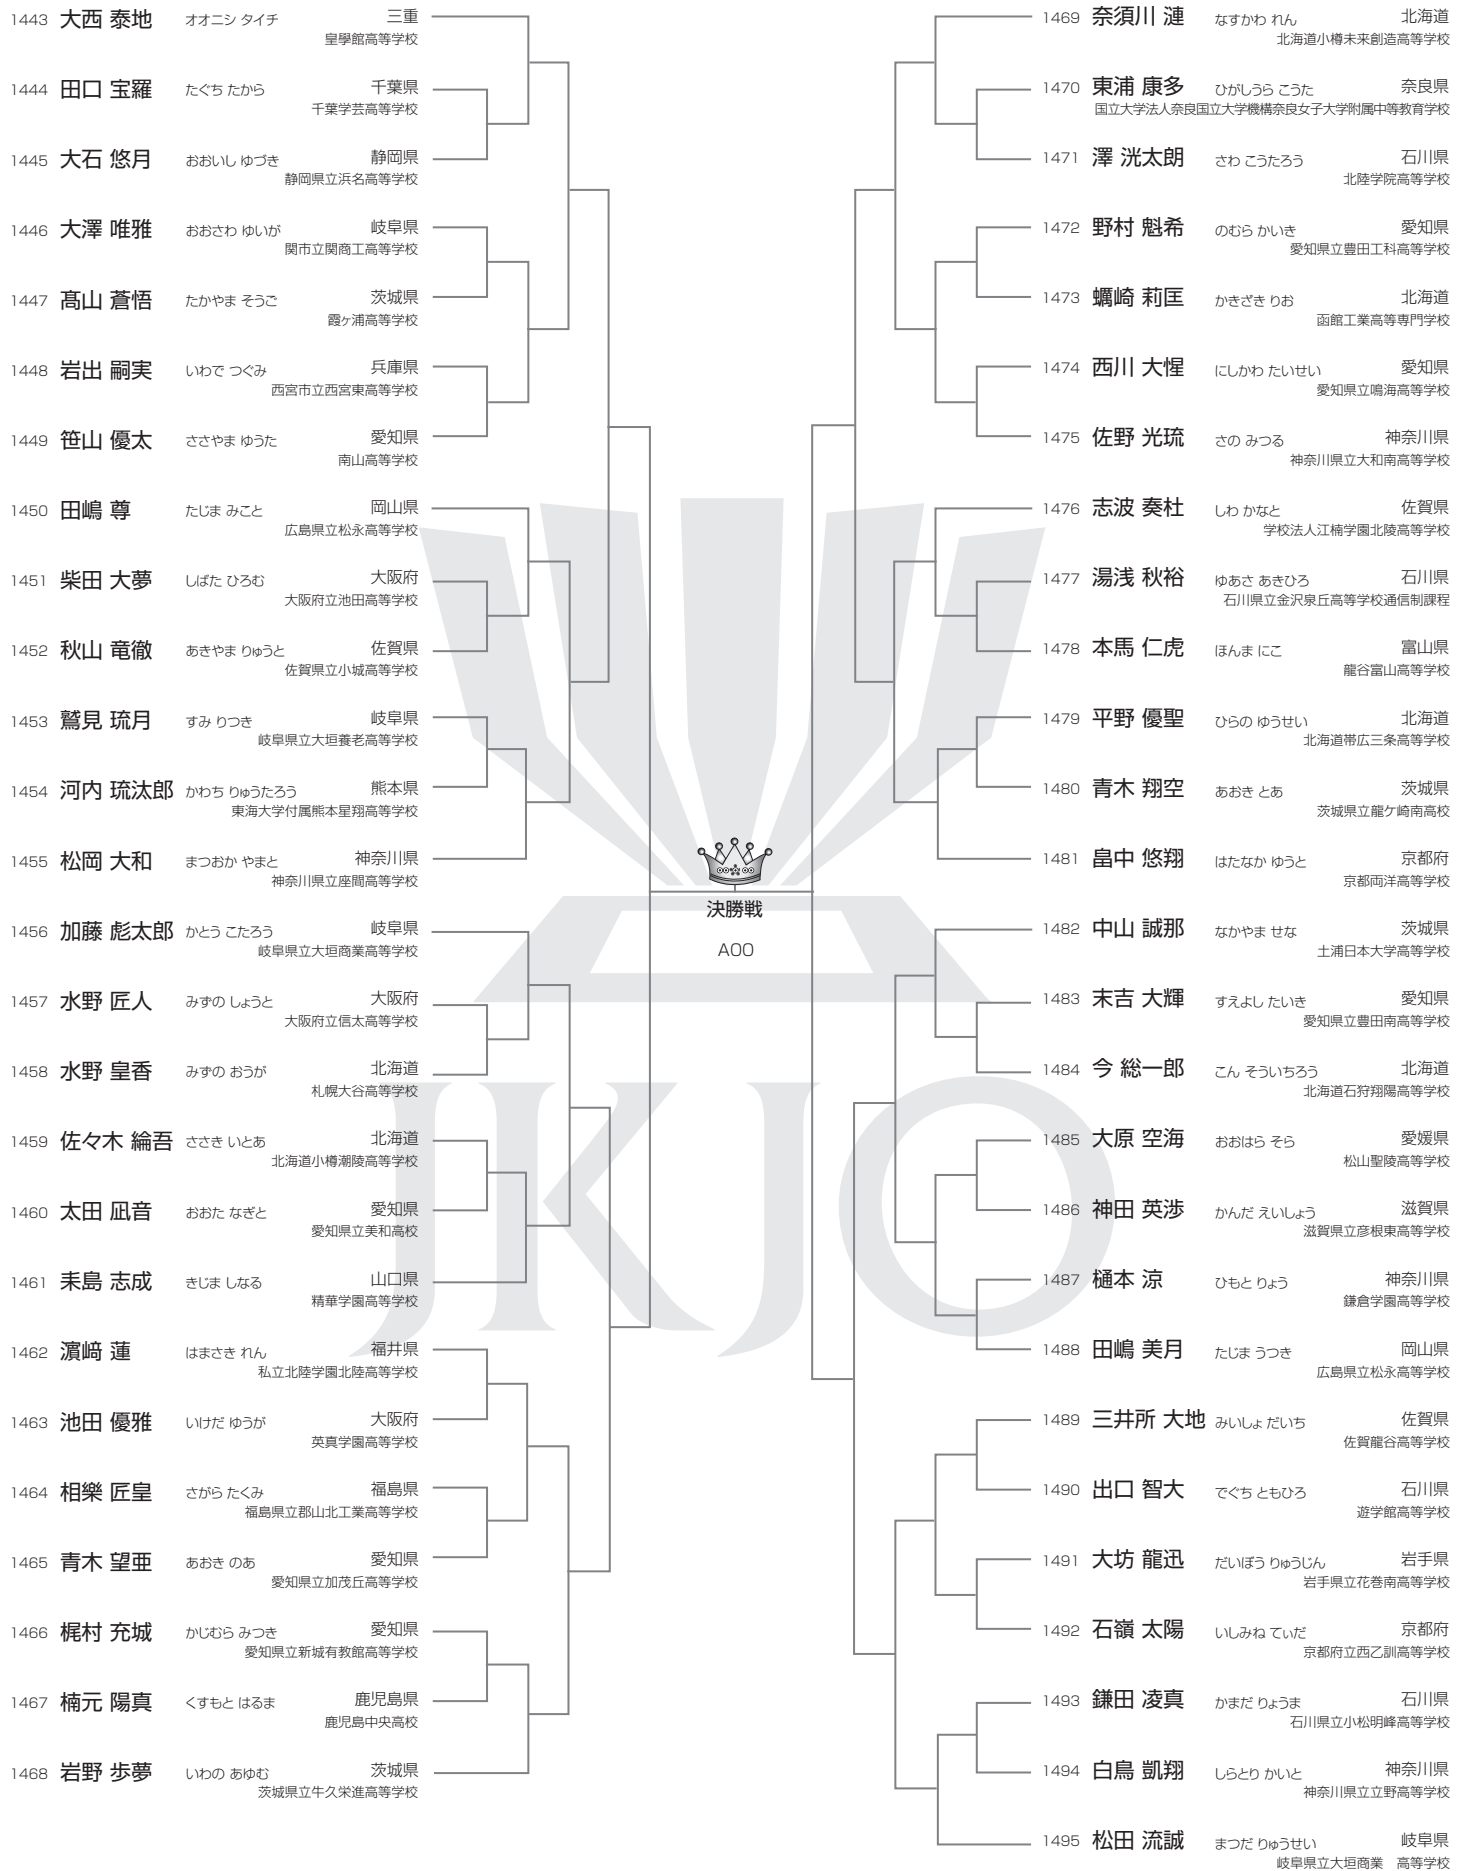 1443 大西 泰地 オオニシ タイチ 三重
皇學館高等学校
1444 田口 宝羅 たぐち たから 千葉県
千葉学芸高等学校
1445 大石 悠月 おおいし ゆづき 静岡県
静岡県立浜名高等学校
1446 大澤 唯雅 おおさわ ゆいが 岐阜県
関市立関商工高等学校
1447 髙山 蒼悟 たかやま そうご 茨城県
霞ヶ浦高等学校
1448 岩出 嗣実 いわで つぐみ 兵庫県
西宮市立西宮東高等学校
1449 笹山 優太 ささやま ゆうた 愛知県
南山高等学校
1450 田嶋 尊 たじま みこと 岡山県
広島県立松永高等学校
1451 柴田 大夢 しばた ひろむ 大阪府
大阪府立池田高等学校
1452 秋山 竜徹 あきやま りゅうと 佐賀県
佐賀県立小城高等学校
1453 鷲見 琉月 すみ りつき 岐阜県
岐阜県立大垣養老高等学校
1454 河内 琉汰郎 かわち りゅうたろう 熊本県
東海大学付属熊本星翔高等学校
1455 松岡 大和 まつおか やまと 神奈川県
神奈川県立座間高等学校
1456 加藤 彪太郎 かとう こたろう 岐阜県
岐阜県立大垣商業高等学校
1457 水野 匠人 みずの しょうと 大阪府
大阪府立信太高等学校
1458 水野 皇香 みずの おうが 北海道
札幌大谷高等学校
1459 佐々木 綸吾 ささき いとあ 北海道
北海道小樽潮陵高等学校
1460 太田 凪音 おおた なぎと 愛知県
愛知県立美和高校
1461 耒島 志成 きじま しなる 山口県
精華学園高等学校
1462 濵﨑 蓮 はまさき れん 福井県
私立北陸学園北陸高等学校
1463 池田 優雅 いけだ ゆうが 大阪府
英真学園高等学校
1464 相樂 匠皇 さがら たくみ 福島県
福島県立郡山北工業高等学校
1465 青木 望亜 あおき のあ 愛知県
愛知県立加茂丘高等学校
1466 梶村 充城 かじむら みつき 愛知県
愛知県立新城有教館高等学校
1467 楠元 陽真 くすもと はるま 鹿児島県
鹿児島中央高校
1468 岩野 歩夢 いわの あゆむ 茨城県
茨城県立牛久栄進高等学校
決勝戦
A00
JKJO
1469 奈須川 漣 なすかわ れん 北海道
北海道小樽未来創造高等学校
1470 東浦 康多 ひがしうら こうた 奈良県
国立大学法人奈良国立大学機構奈良女子大学附属中等教育学校
1471 澤 洸太朗 さわ こうたろう 石川県
北陸学院高等学校
1472 野村 魁希 のむら かいき 愛知県
愛知県立豊田工科高等学校
1473 蠣崎 莉匡 かきざき りお 北海道
函館工業高等専門学校
1474 西川 大惺 にしかわ たいせい 愛知県
愛知県立鳴海高等学校
1475 佐野 光琉 さの みつる 神奈川県
神奈川県立大和南高等学校
1476 志波 奏杜 しわ かなと 佐賀県
学校法人江楠学園北陵高等学校
1477 湯浅 秋裕 ゆあさ あきひろ 石川県
石川県立金沢泉丘高等学校通信制課程
1478 本馬 仁虎 ほんま にこ 富山県
龍谷富山高等学校
1479 平野 優聖 ひらの ゆうせい 北海道
北海道帯広三条高等学校
1480 青木 翔空 あおき とあ 茨城県
茨城県立龍ケ崎南高校
1481 畠中 悠翔 はたなか ゆうと 京都府
京都両洋高等学校
1482 中山 誠那 なかやま せな 茨城県
土浦日本大学高等学校
1483 末吉 大輝 すえよし たいき 愛知県
愛知県立豊田南高等学校
1484 今 総一郎 こん そういちろう 北海道
北海道石狩翔陽高等学校
1485 大原 空海 おおはら そら 愛媛県
松山聖陵高等学校
1486 神田 英渉 かんだ えいしょう 滋賀県
滋賀県立彦根東高等学校
1487 樋本 涼 ひもと りょう 神奈川県
鎌倉学園高等学校
1488 田嶋 美月 たじま うつき 岡山県
広島県立松永高等学校
1489 三井所 大地 みいしょ だいち 佐賀県
佐賀龍谷高等学校
1490 出口 智大 でぐち ともひろ 石川県
遊学館高等学校
1491 大坊 龍迅 だいぼう りゅうじん 岩手県
岩手県立花巻南高等学校
1492 石嶺 太陽 いしみね てぃだ 京都府
京都府立西乙訓高等学校
1493 鎌田 凌真 かまだ りょうま 石川県
石川県立小松明峰高等学校
1494 白鳥 凱翔 しらとり かいと 神奈川県
神奈川県立立野高等学校
1495 松田 流誠 まつだ りゅうせい 岐阜県
岐阜県立大垣商業　高等学校